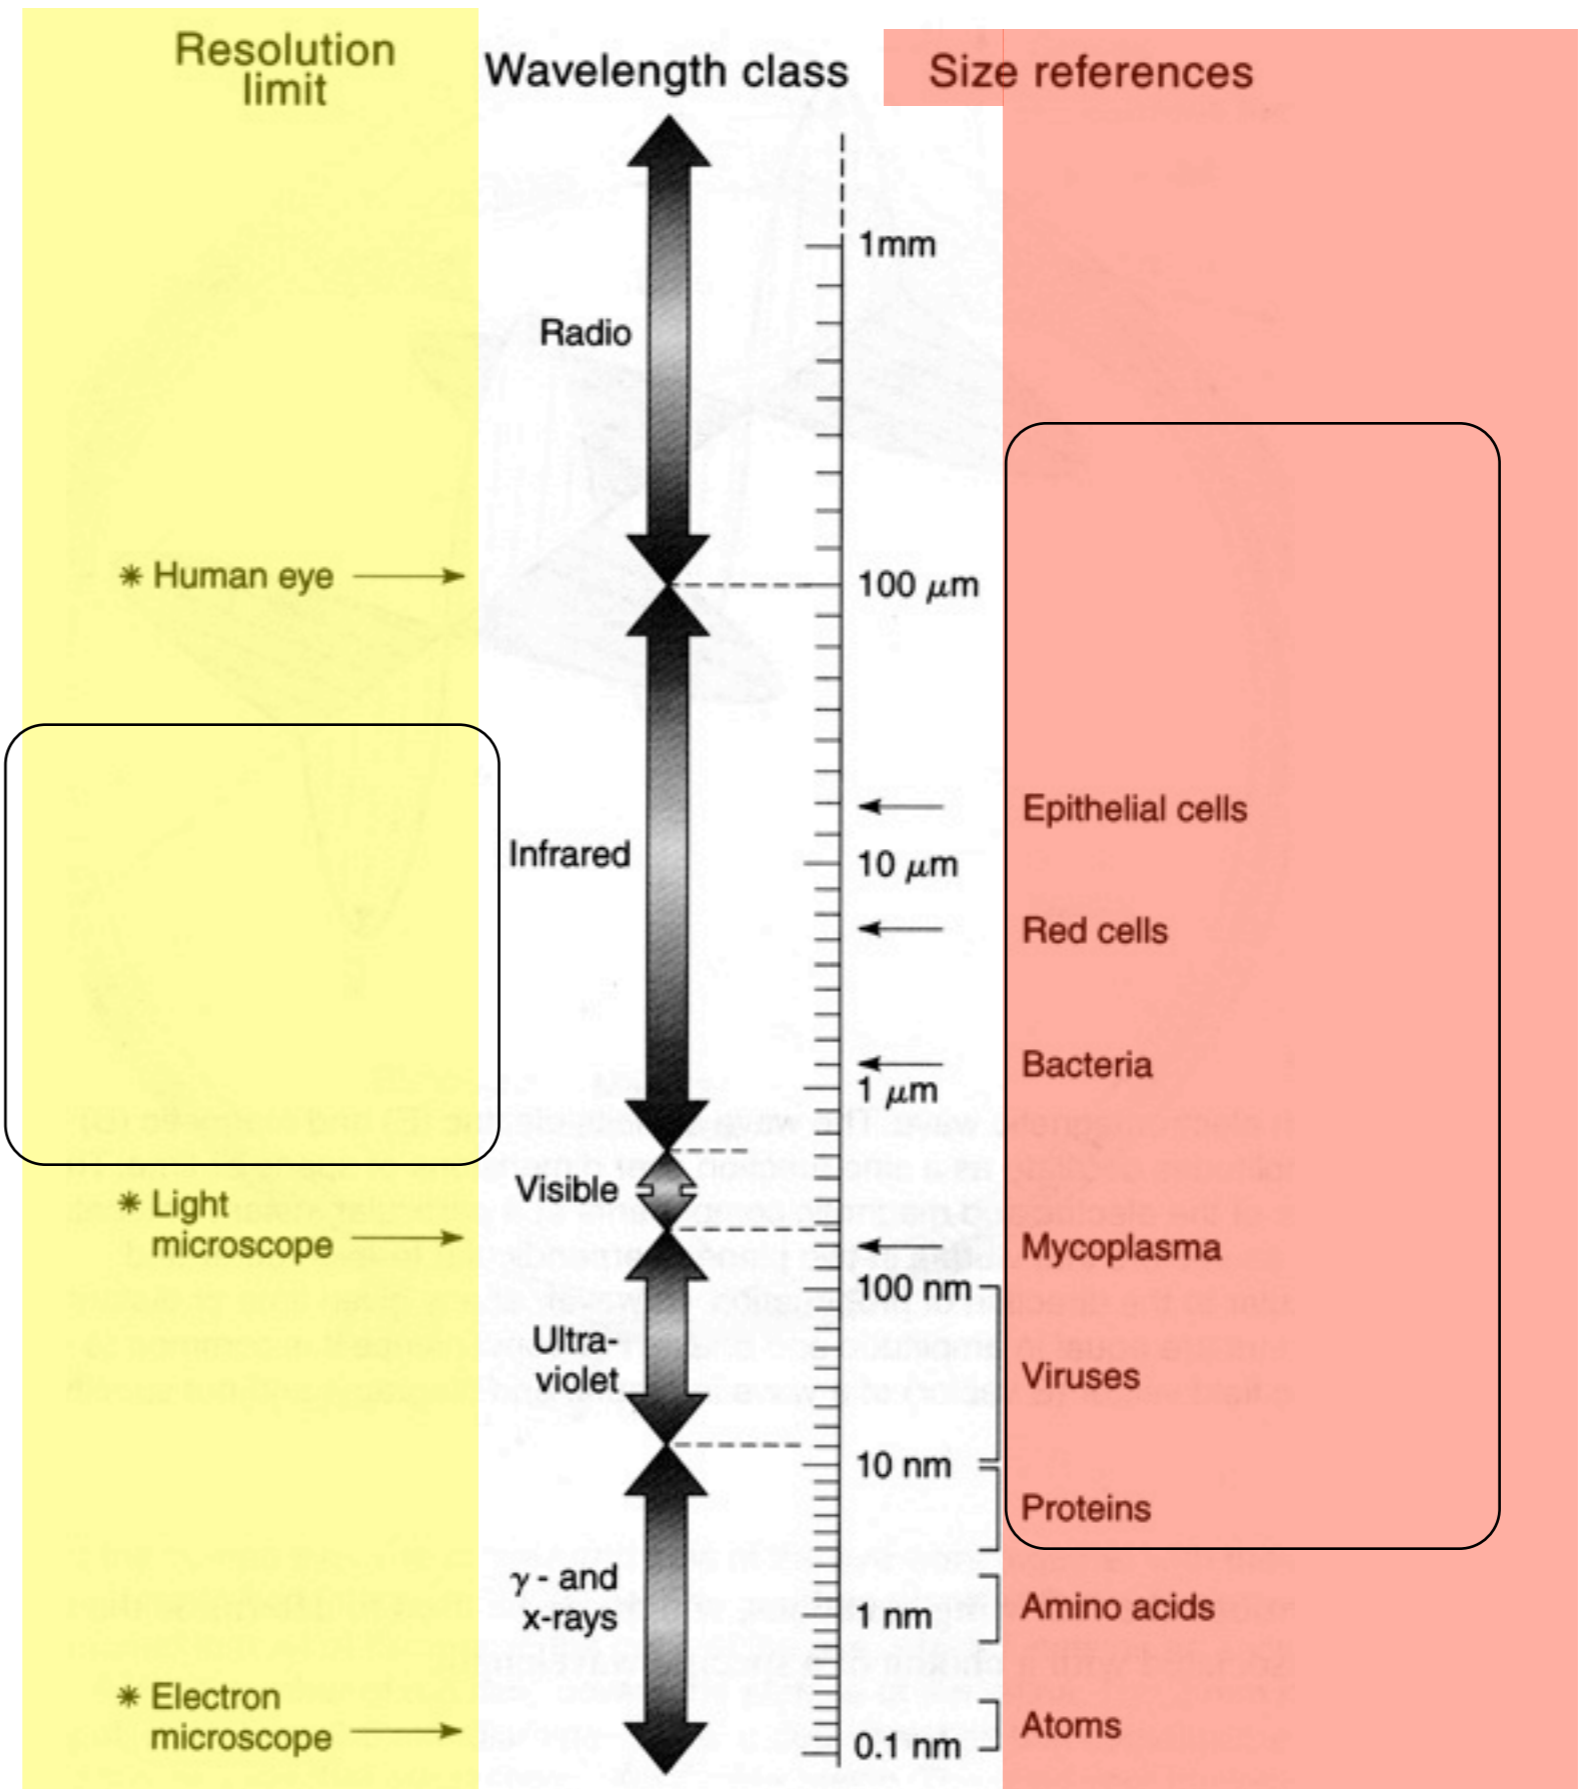 Resolution
limit
Wavelength class
Size references
1mm
Radio
✳ Human eye
100 μm
Epithelial cells
Infrared
10 μm
Red cells
Bacteria
1 μm
Visible
✳ Light
microscope
Mycoplasma
100 nm
Ultra-
violet
Viruses
10 nm
Proteins
γ - and
x-rays
1 nm
Amino acids
✳ Electron
microscope
Atoms
0.1 nm